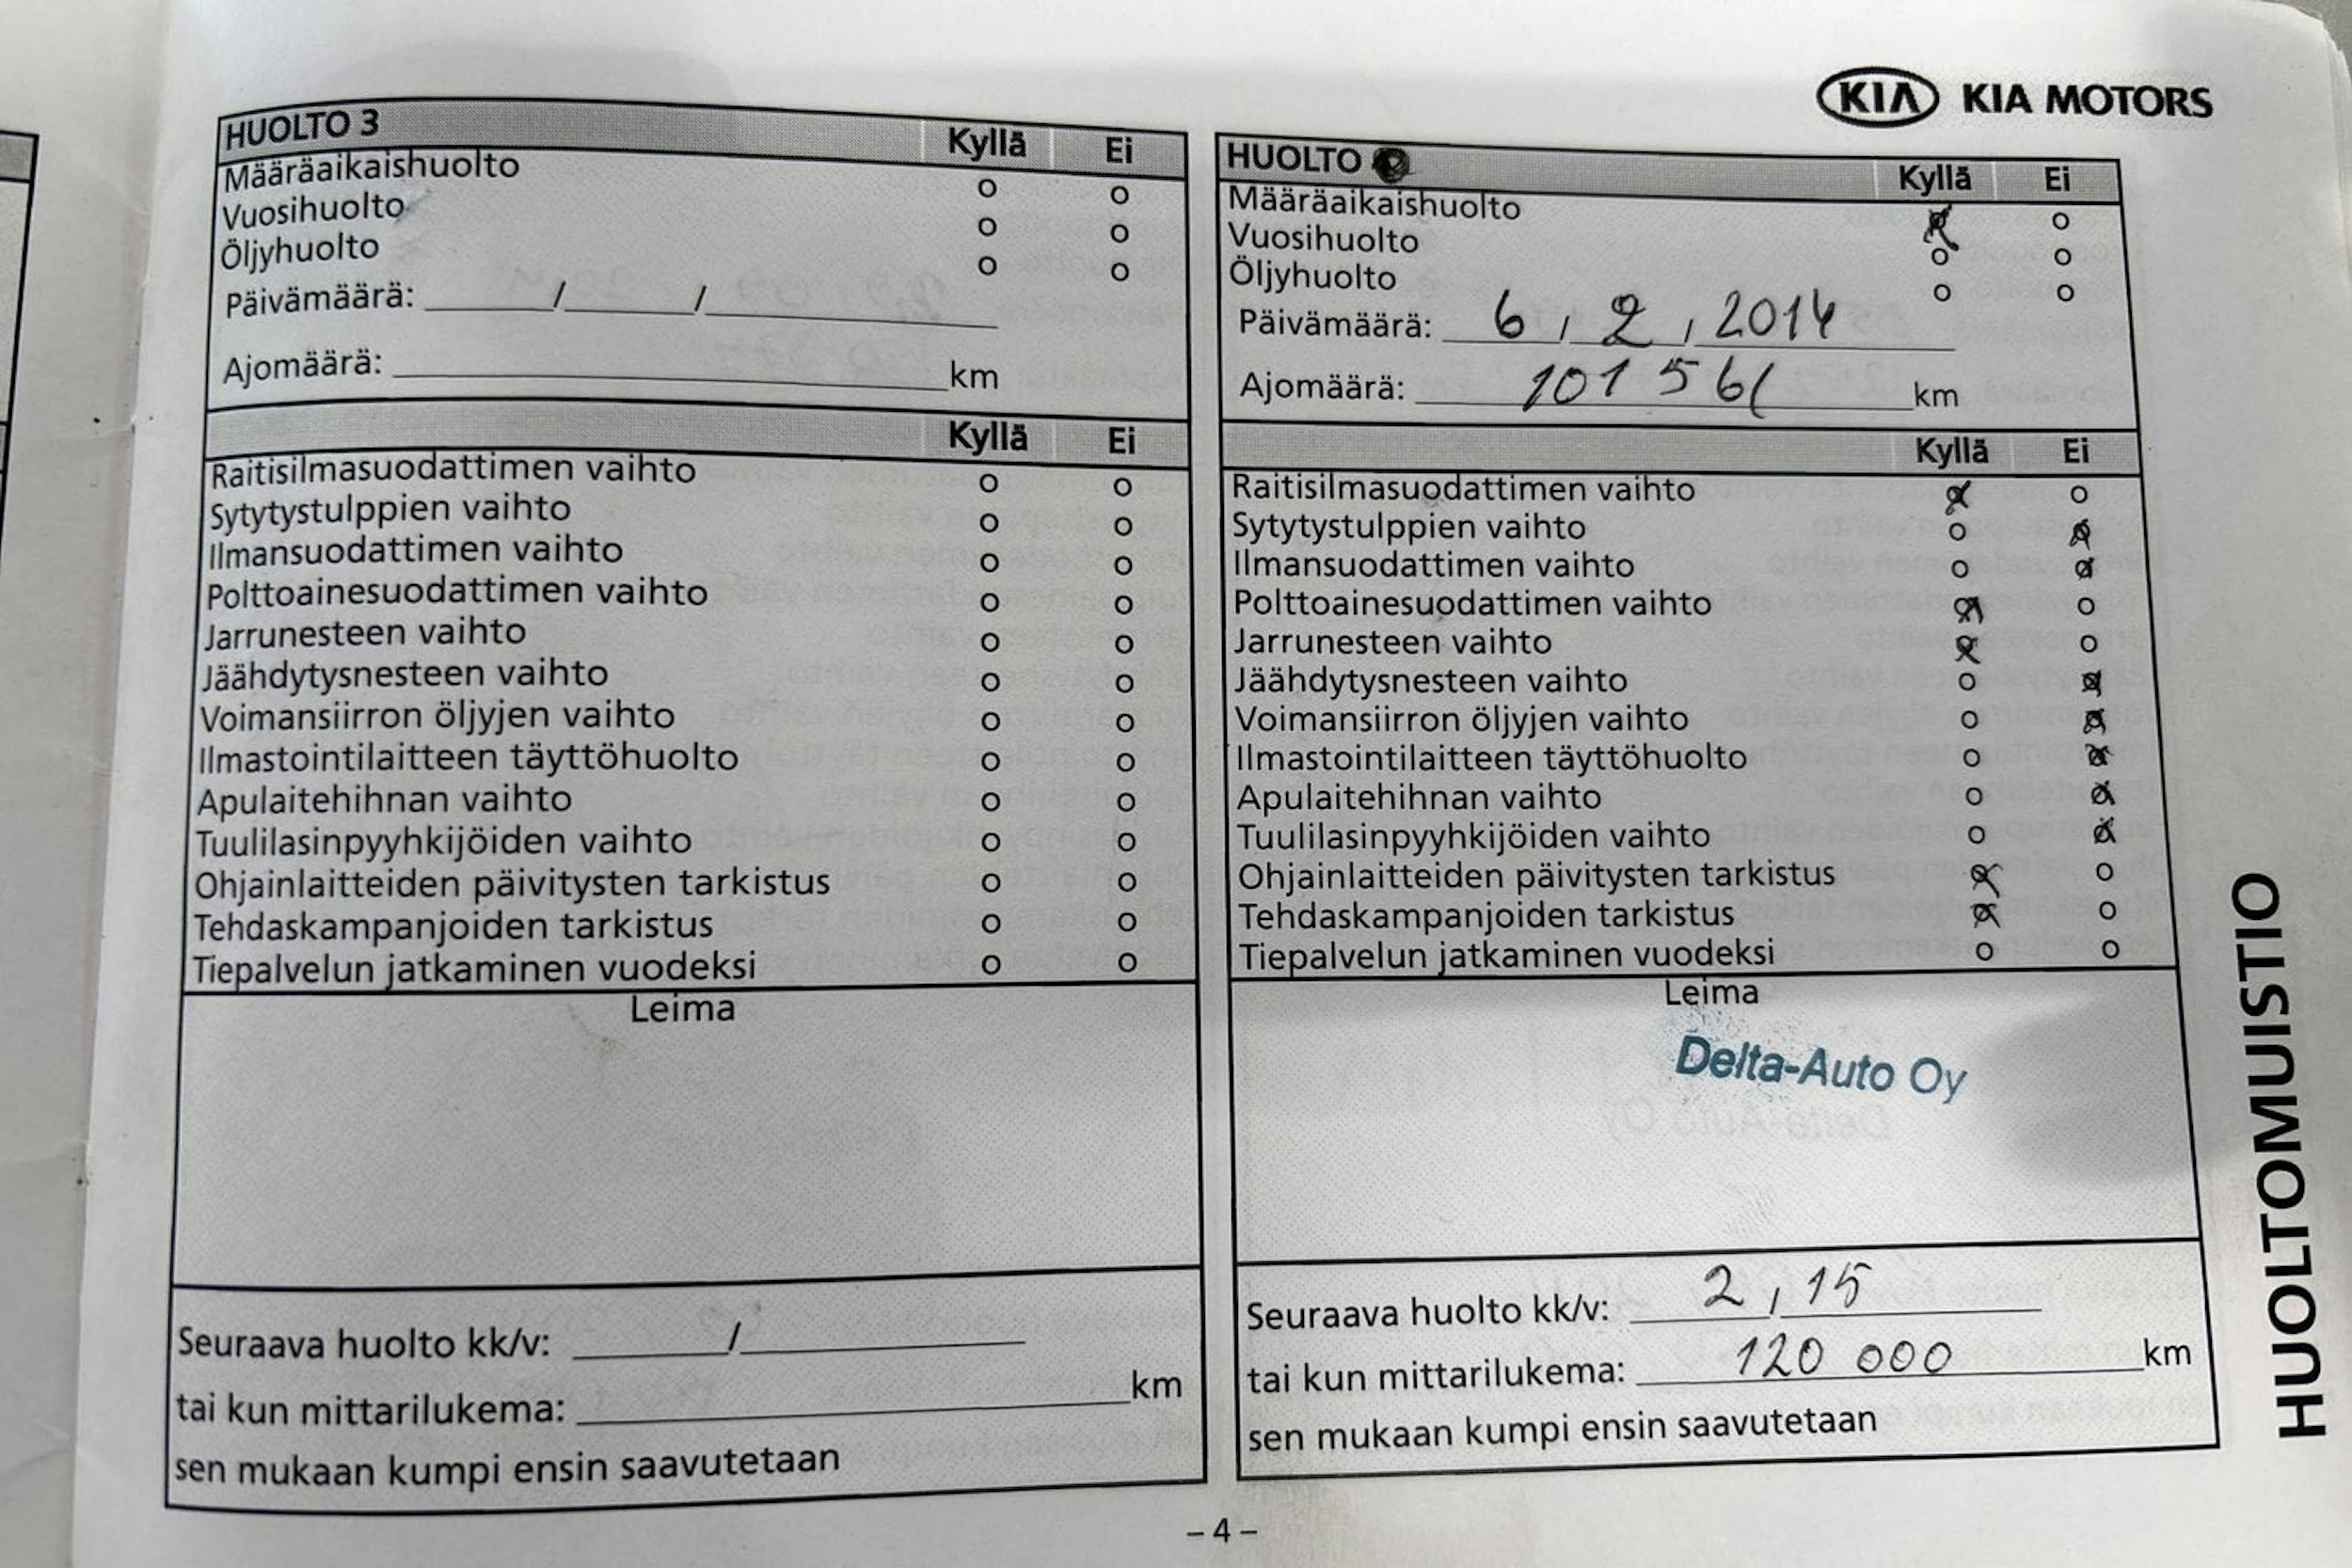 KIA KIA MOTORS
HUOLTO 3 Kyllä Ei
Määräaikaishuolto o o
Vuosihuolto o o
Öljyhuolto o o
Päivämäärä: / /
Ajomäärä: km
Kyllä Ei
Raitisilmasuodattimen vaihto o o
Sytytystulppien vaihto o o
Ilmansuodattimen vaihto o o
Polttoainesuodattimen vaihto o o
Jarrunesteen vaihto o o
Jäähdytysnesteen vaihto o o
Voimansiirron öljyjen vaihto o o
Ilmastointilaitteen täyttöhuolto o o
Apulaitehihnan vaihto o o
Tuulilasinpyyhkijöiden vaihto o o
Ohjainlaitteiden päivitysten tarkistus o o
Tehdaskampanjoiden tarkistus o o
Tiepalvelun jatkaminen vuodeksi o o
Leima
Seuraava huolto kk/v: /
tai kun mittarilukema: km
sen mukaan kumpi ensin saavutetaan
HUOLTO Kyllä Ei
Määräaikaishuolto x o
Vuosihuolto o o
Öljyhuolto o o
Päivämäärä: 6 / 2 / 2014
Ajomäärä: 101 561 km
Kyllä Ei
Raitisilmasuodattimen vaihto x o
Sytytystulppien vaihto o x
Ilmansuodattimen vaihto o x
Polttoainesuodattimen vaihto x o
Jarrunesteen vaihto x o
Jäähdytysnesteen vaihto o x
Voimansiirron öljyjen vaihto o x
Ilmastointilaitteen täyttöhuolto o x
Apulaitehihnan vaihto o x
Tuulilasinpyyhkijöiden vaihto o x
Ohjainlaitteiden päivitysten tarkistus x o
Tehdaskampanjoiden tarkistus x o
Tiepalvelun jatkaminen vuodeksi o o
Leima
Delta-Auto Oy
Seuraava huolto kk/v: 2 / 15
tai kun mittarilukema: 120 000 km
sen mukaan kumpi ensin saavutetaan
HUOLTOMUISTIO
– 4 –